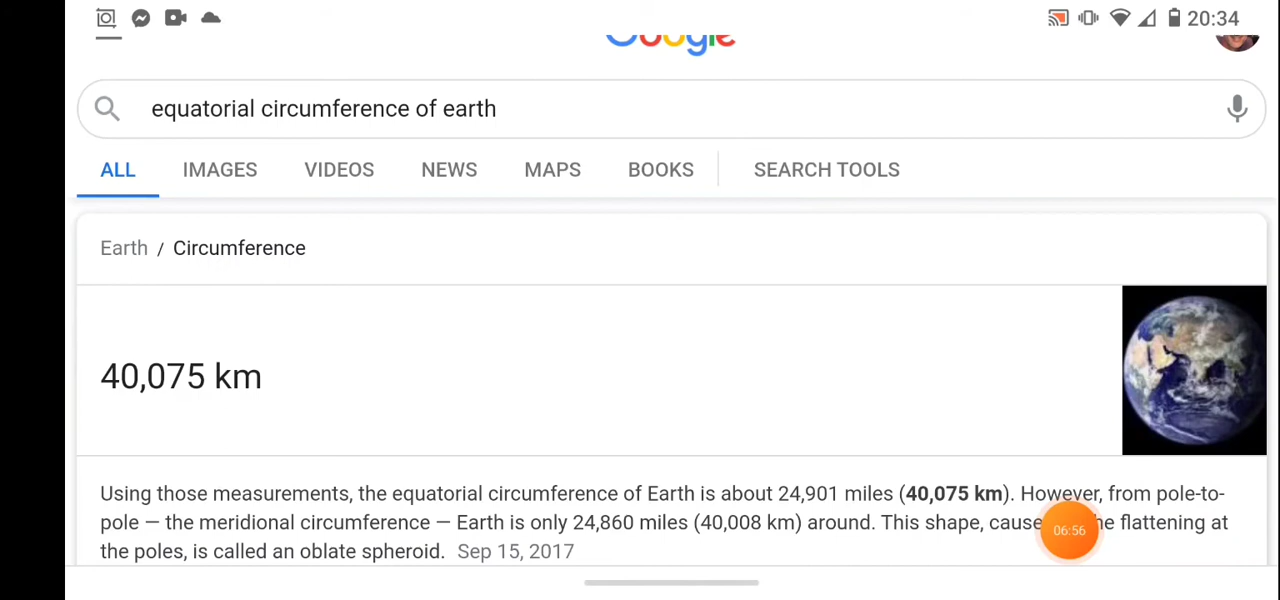 20:34
Google
equatorial circumference of earth
ALL IMAGES VIDEOS NEWS MAPS BOOKS SEARCH TOOLS
Earth / Circumference
40,075 km
Using those measurements, the equatorial circumference of Earth is about 24,901 miles (40,075 km). However, from pole-to-
pole — the meridional circumference — Earth is only 24,860 miles (40,008 km) around. This shape, cause he flattening at
06:56
the poles, is called an oblate spheroid. Sep 15, 2017